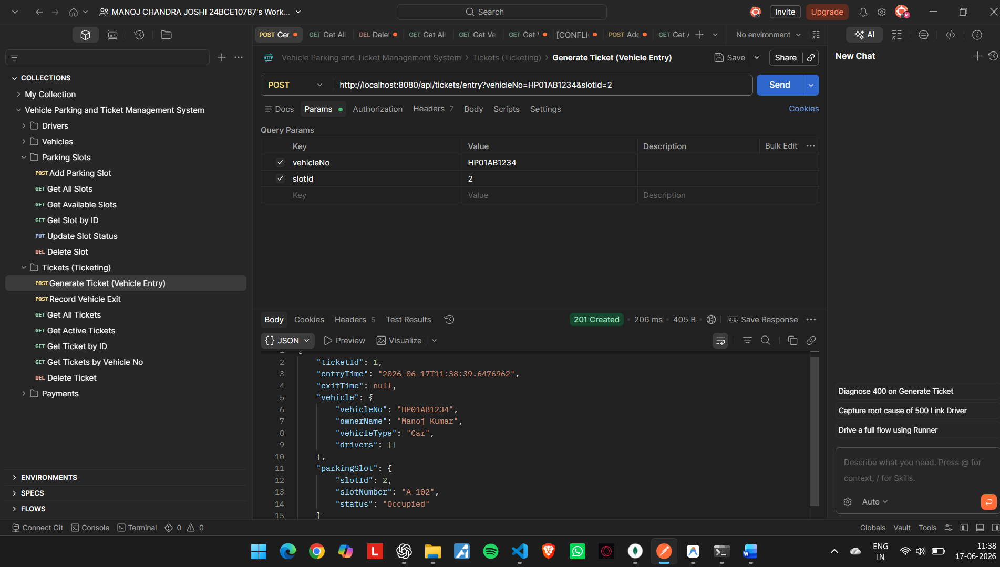 MANOJ CHANDRA JOSHI 24BCE10787's Work...
Search
Invite
Upgrade
POST Ger
GET Get All
DEL Dele
GET Get All
GET Get Ve
GET Get
[CONFLI
POST Adc
GET Get
No environment
AI
Vehicle Parking and Ticket Management System > Tickets (Ticketing) > Generate Ticket (Vehicle Entry)
Save
Share
New Chat
COLLECTIONS
My Collection
Vehicle Parking and Ticket Management System
Drivers
Vehicles
Parking Slots
POST Add Parking Slot
GET Get All Slots
GET Get Available Slots
GET Get Slot by ID
PUT Update Slot Status
DEL Delete Slot
Tickets (Ticketing)
POST Generate Ticket (Vehicle Entry)
POST Record Vehicle Exit
GET Get All Tickets
GET Get Active Tickets
GET Get Ticket by ID
GET Get Tickets by Vehicle No
DEL Delete Ticket
Payments
ENVIRONMENTS
SPECS
FLOWS
POST
http://localhost:8080/api/tickets/entry?vehicleNo=HP01AB1234&slotId=2
Send
Docs
Params
Authorization
Headers 7
Body
Scripts
Settings
Cookies
Query Params
Key Value Description Bulk Edit
vehicleNo HP01AB1234
slotId 2
Key Value Description
Body
Cookies
Headers 5
Test Results
201 Created
206 ms
405 B
e.g. Save Response
{} JSON
Preview
Visualize
1 {
2 "ticketId": 1,
3 "entryTime": "2026-06-17T11:38:39.6476962",
4 "exitTime": null,
5 "vehicle": {
6 "vehicleNo": "HP01AB1234",
7 "ownerName": "Manoj Kumar",
8 "vehicleType": "Car",
9 "drivers": []
10 },
11 "parkingSlot": {
12 "slotId": 2,
13 "slotNumber": "A-102",
14 "status": "Occupied"
15 }
Diagnose 400 on Generate Ticket
Capture root cause of 500 Link Driver
Drive a full flow using Runner
Describe what you need. Press @ for
context, / for Skills.
Auto
Connect Git
Console
Terminal
0
0
Globals
Vault
Tools
ENG
IN
11:38
17-06-2026